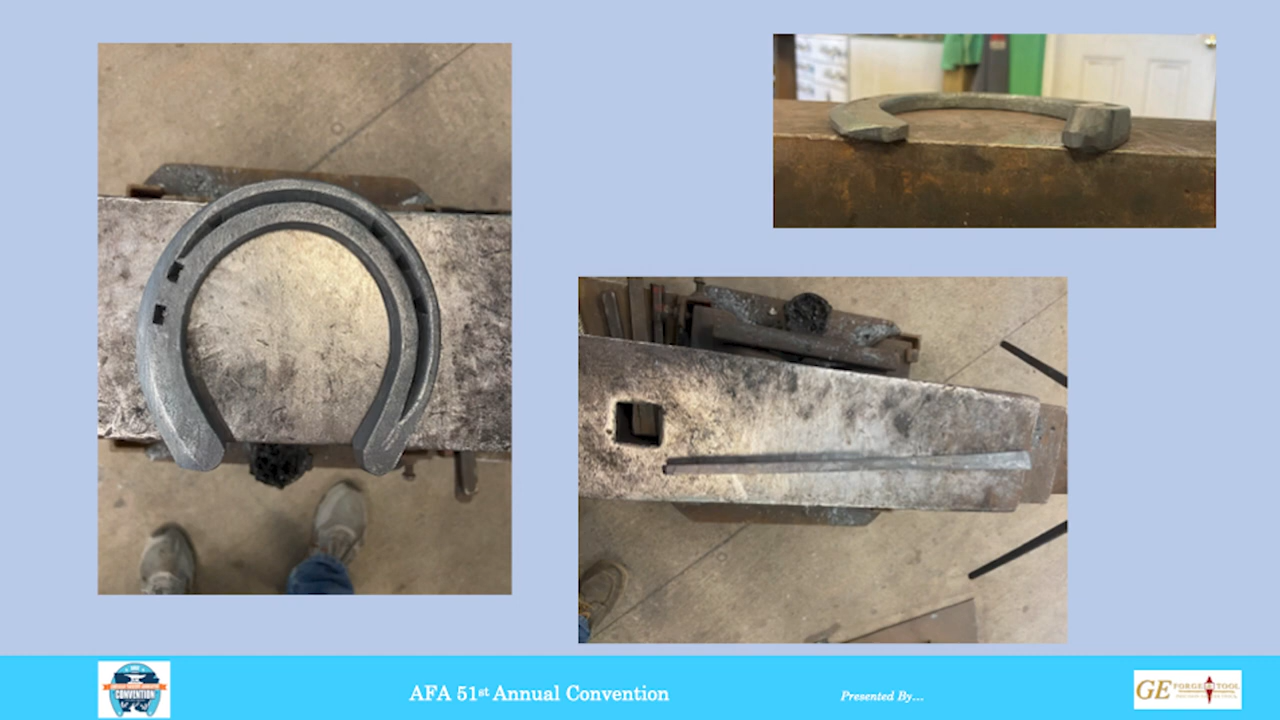 AFA 51st Annual Convention
Presented By...
CONVENTION
GE FORGE & TOOL